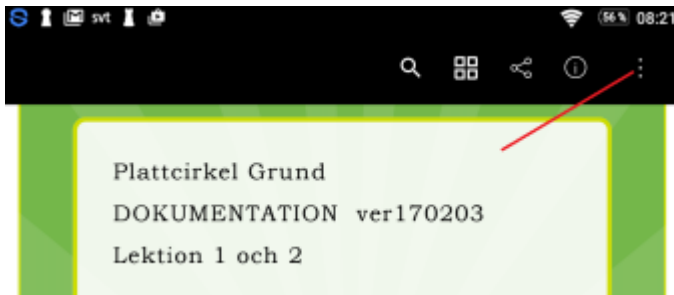 svt 56% 08:21
Plattcirkel Grund
DOKUMENTATION ver170203
Lektion 1 och 2